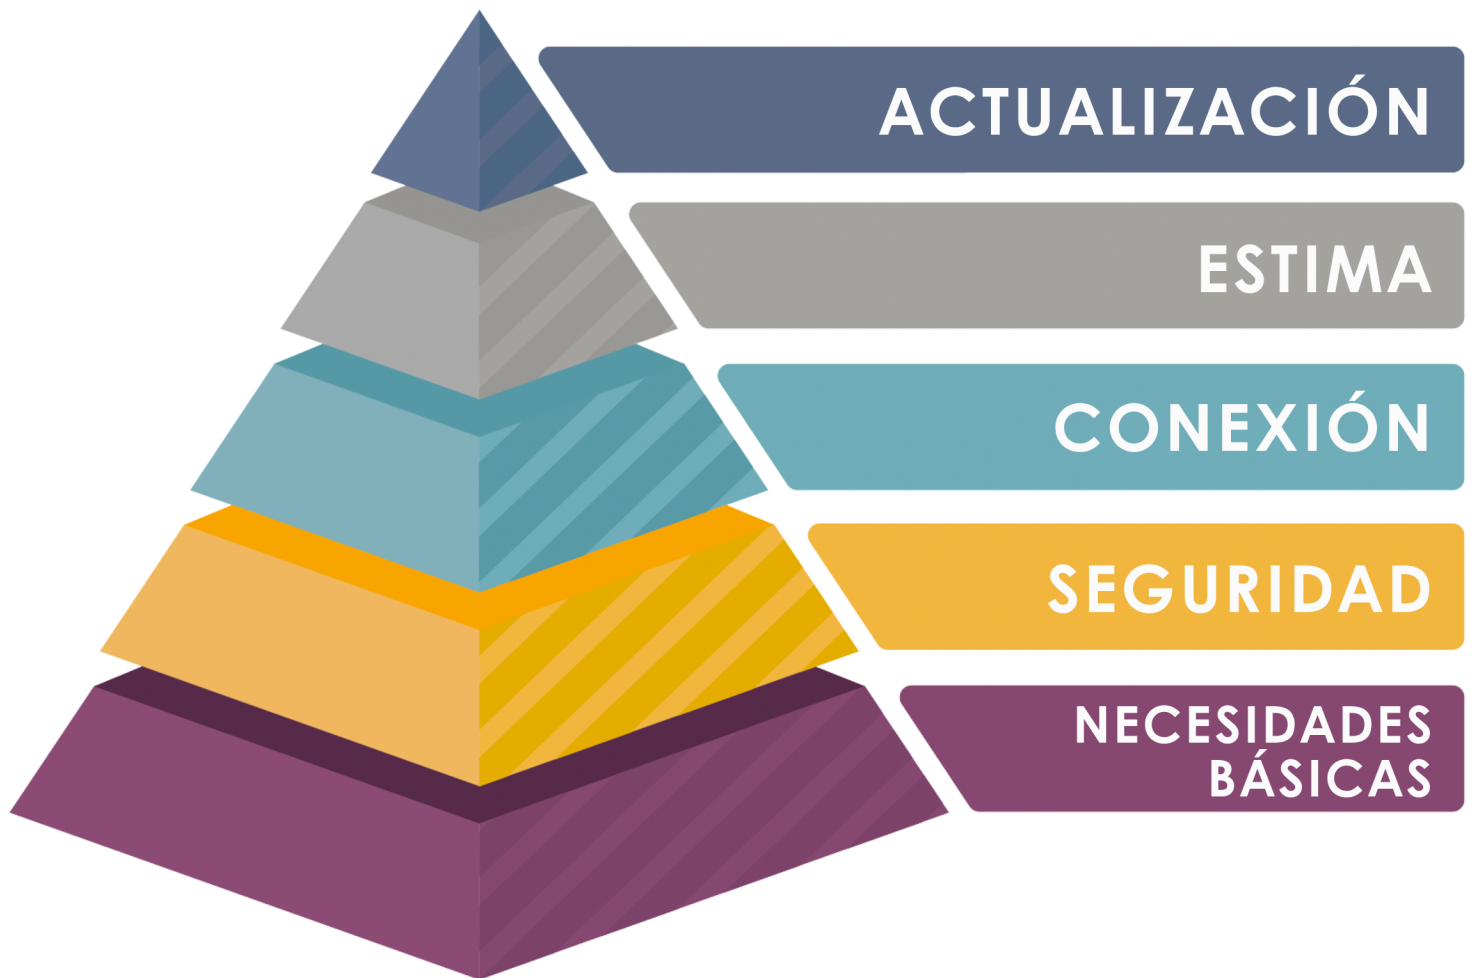 ACTUALIZACIÓN
ESTIMA
CONEXIÓN
SEGURIDAD
NECESIDADES
BÁSICAS